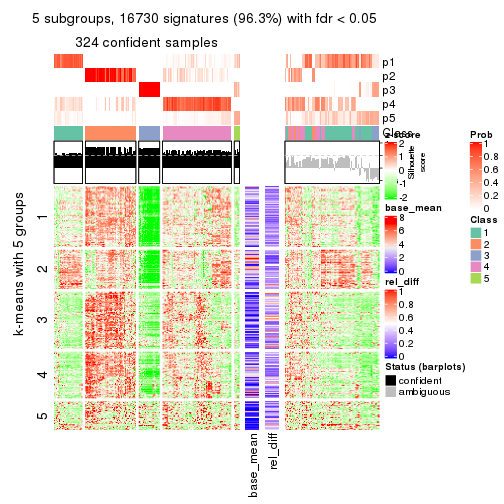 5 subgroups, 16730 signatures (96.3%) with fdr < 0.05
324 confident samples
p1
p2
p3
p4
p5
Class
Silhouette
score
k-means with 5 groups
1
2
3
4
5
base_mean
rel_diff
z-score
2
1
0
-1
-2
base_mean
8
6
4
2
0
rel_diff
1
0.8
0.6
0.4
0.2
0
Status (barplots)
confident
ambiguous
Prob
1
0.8
0.6
0.4
0.2
0
Class
1
2
3
4
5